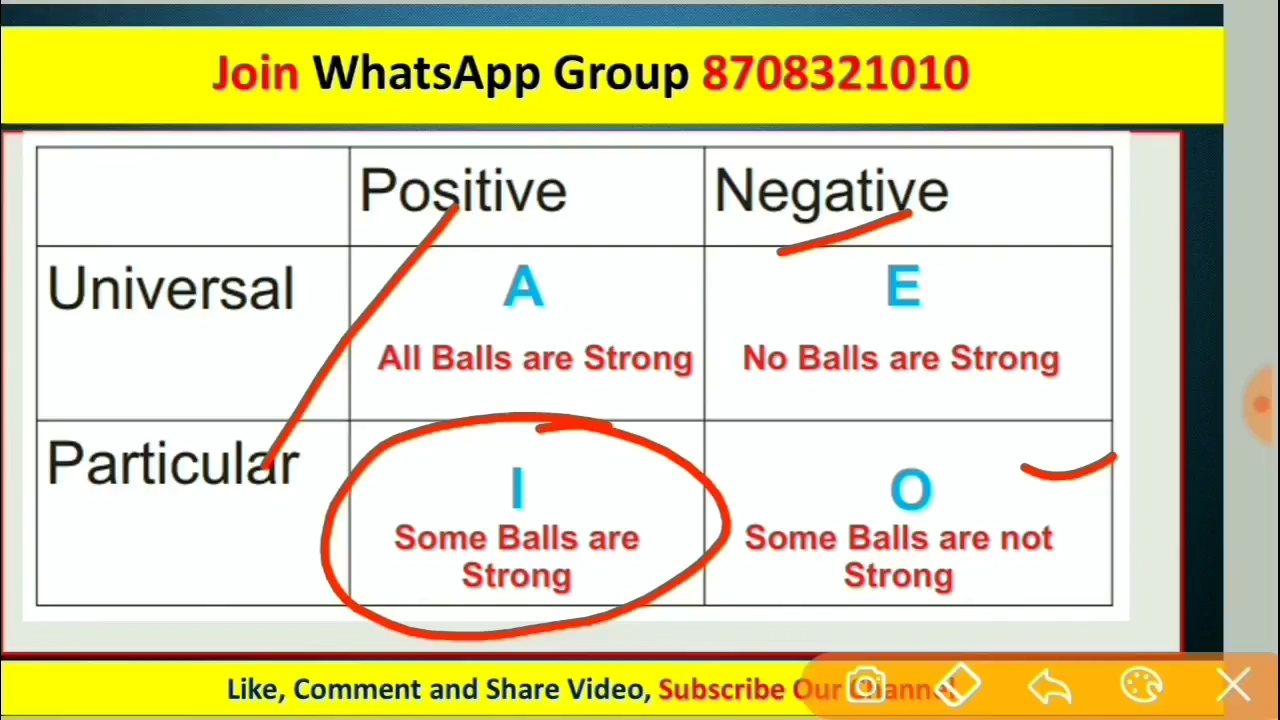 Join WhatsApp Group 8708321010
Positive Negative
Universal A E
All Balls are Strong No Balls are Strong
Particular I O
Some Balls are Strong Some Balls are not Strong
Like, Comment and Share Video, Subscribe Our Channel